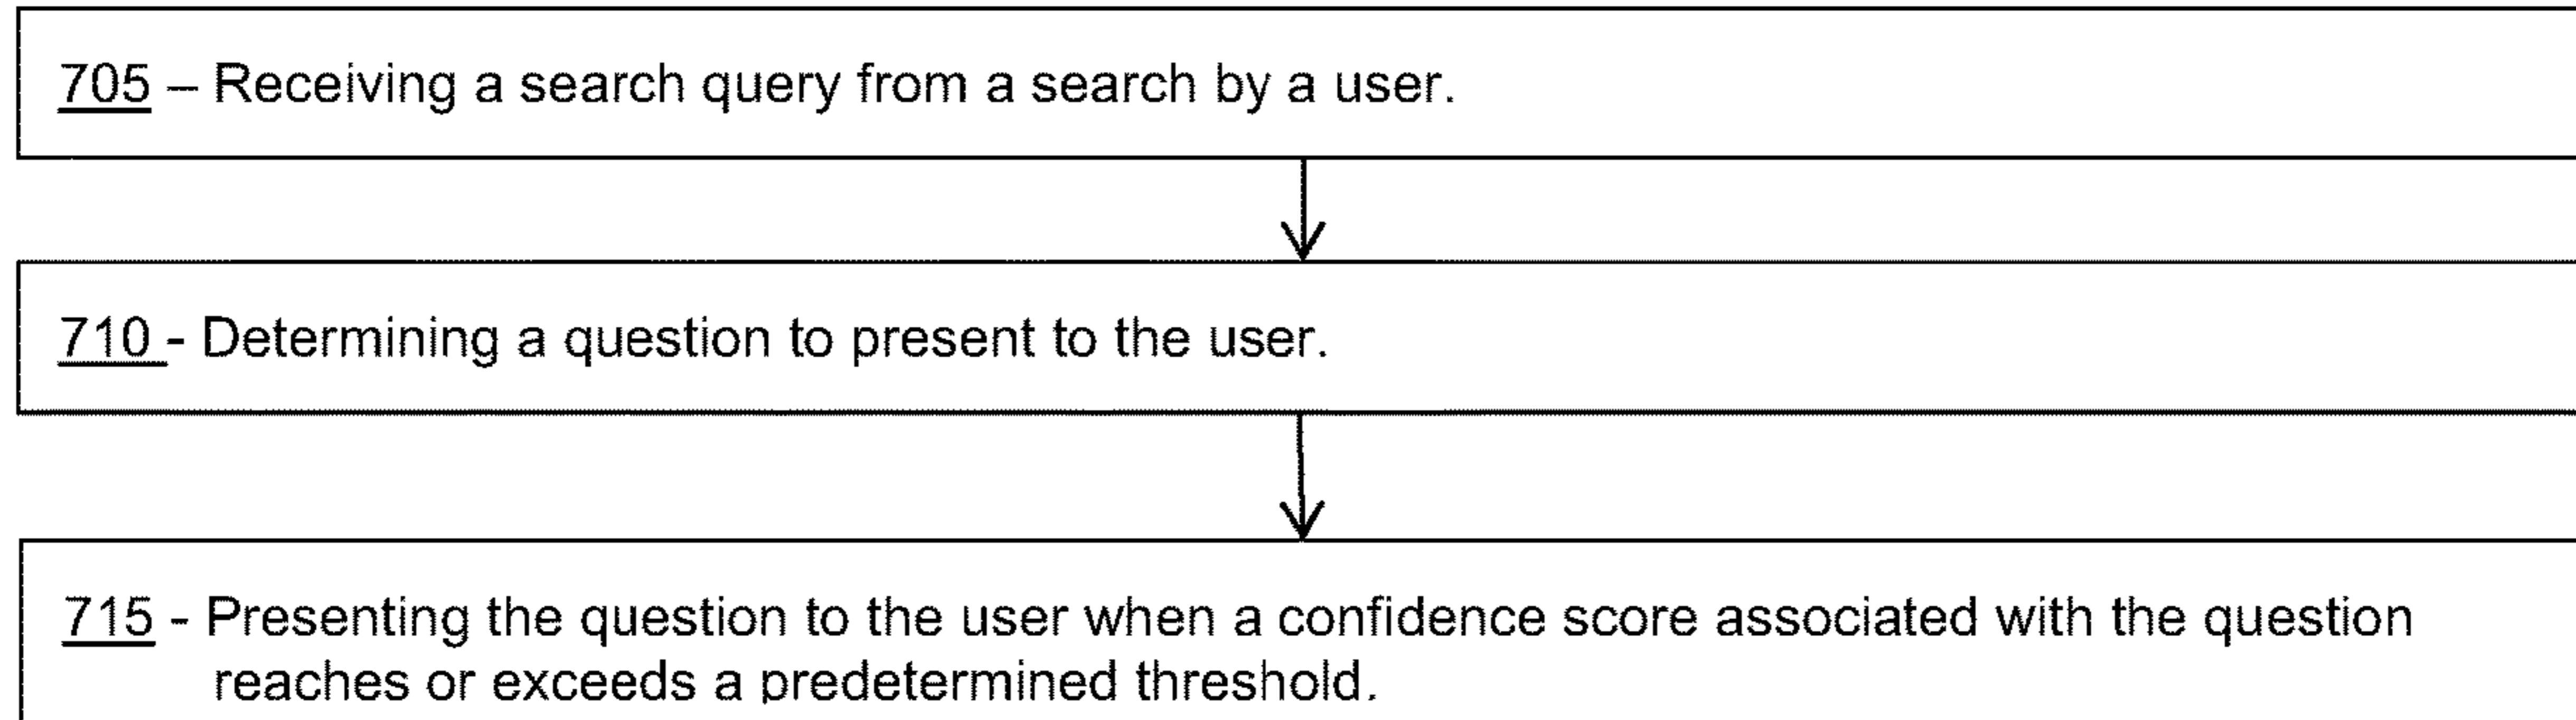 705 – Receiving a search query from a search by a user.
710 - Determining a question to present to the user.
715 - Presenting the question to the user when a confidence score associated with the question
reaches or exceeds a predetermined threshold.